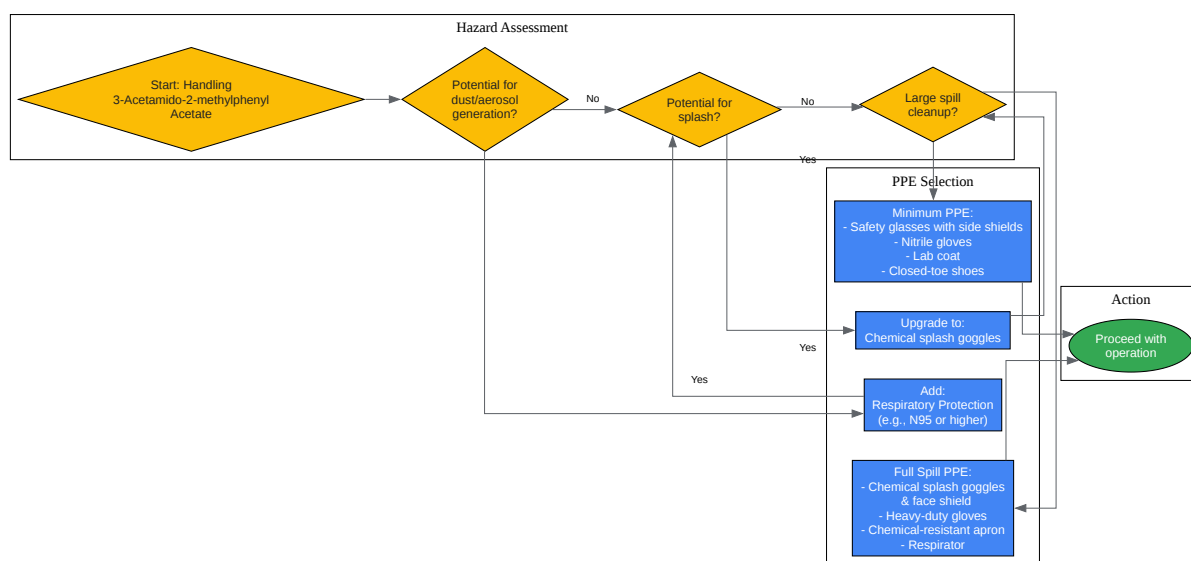 Hazard Assessment
Start: Handling
3-Acetamido-2-methylphenyl
Acetate
Potential for
dust/aerosol
generation?
No
Potential for
splash?
No
Large spill
cleanup?
Yes
PPE Selection
Minimum PPE:
- Safety glasses with side shields
- Nitrile gloves
- Lab coat
- Closed-toe shoes
Action
Upgrade to:
Chemical splash goggles
Proceed with
operation
Yes
Yes
Add:
Respiratory Protection
(e.g., N95 or higher)
Full Spill PPE:
- Chemical splash goggles
& face shield
- Heavy-duty gloves
- Chemical-resistant apron
- Respirator